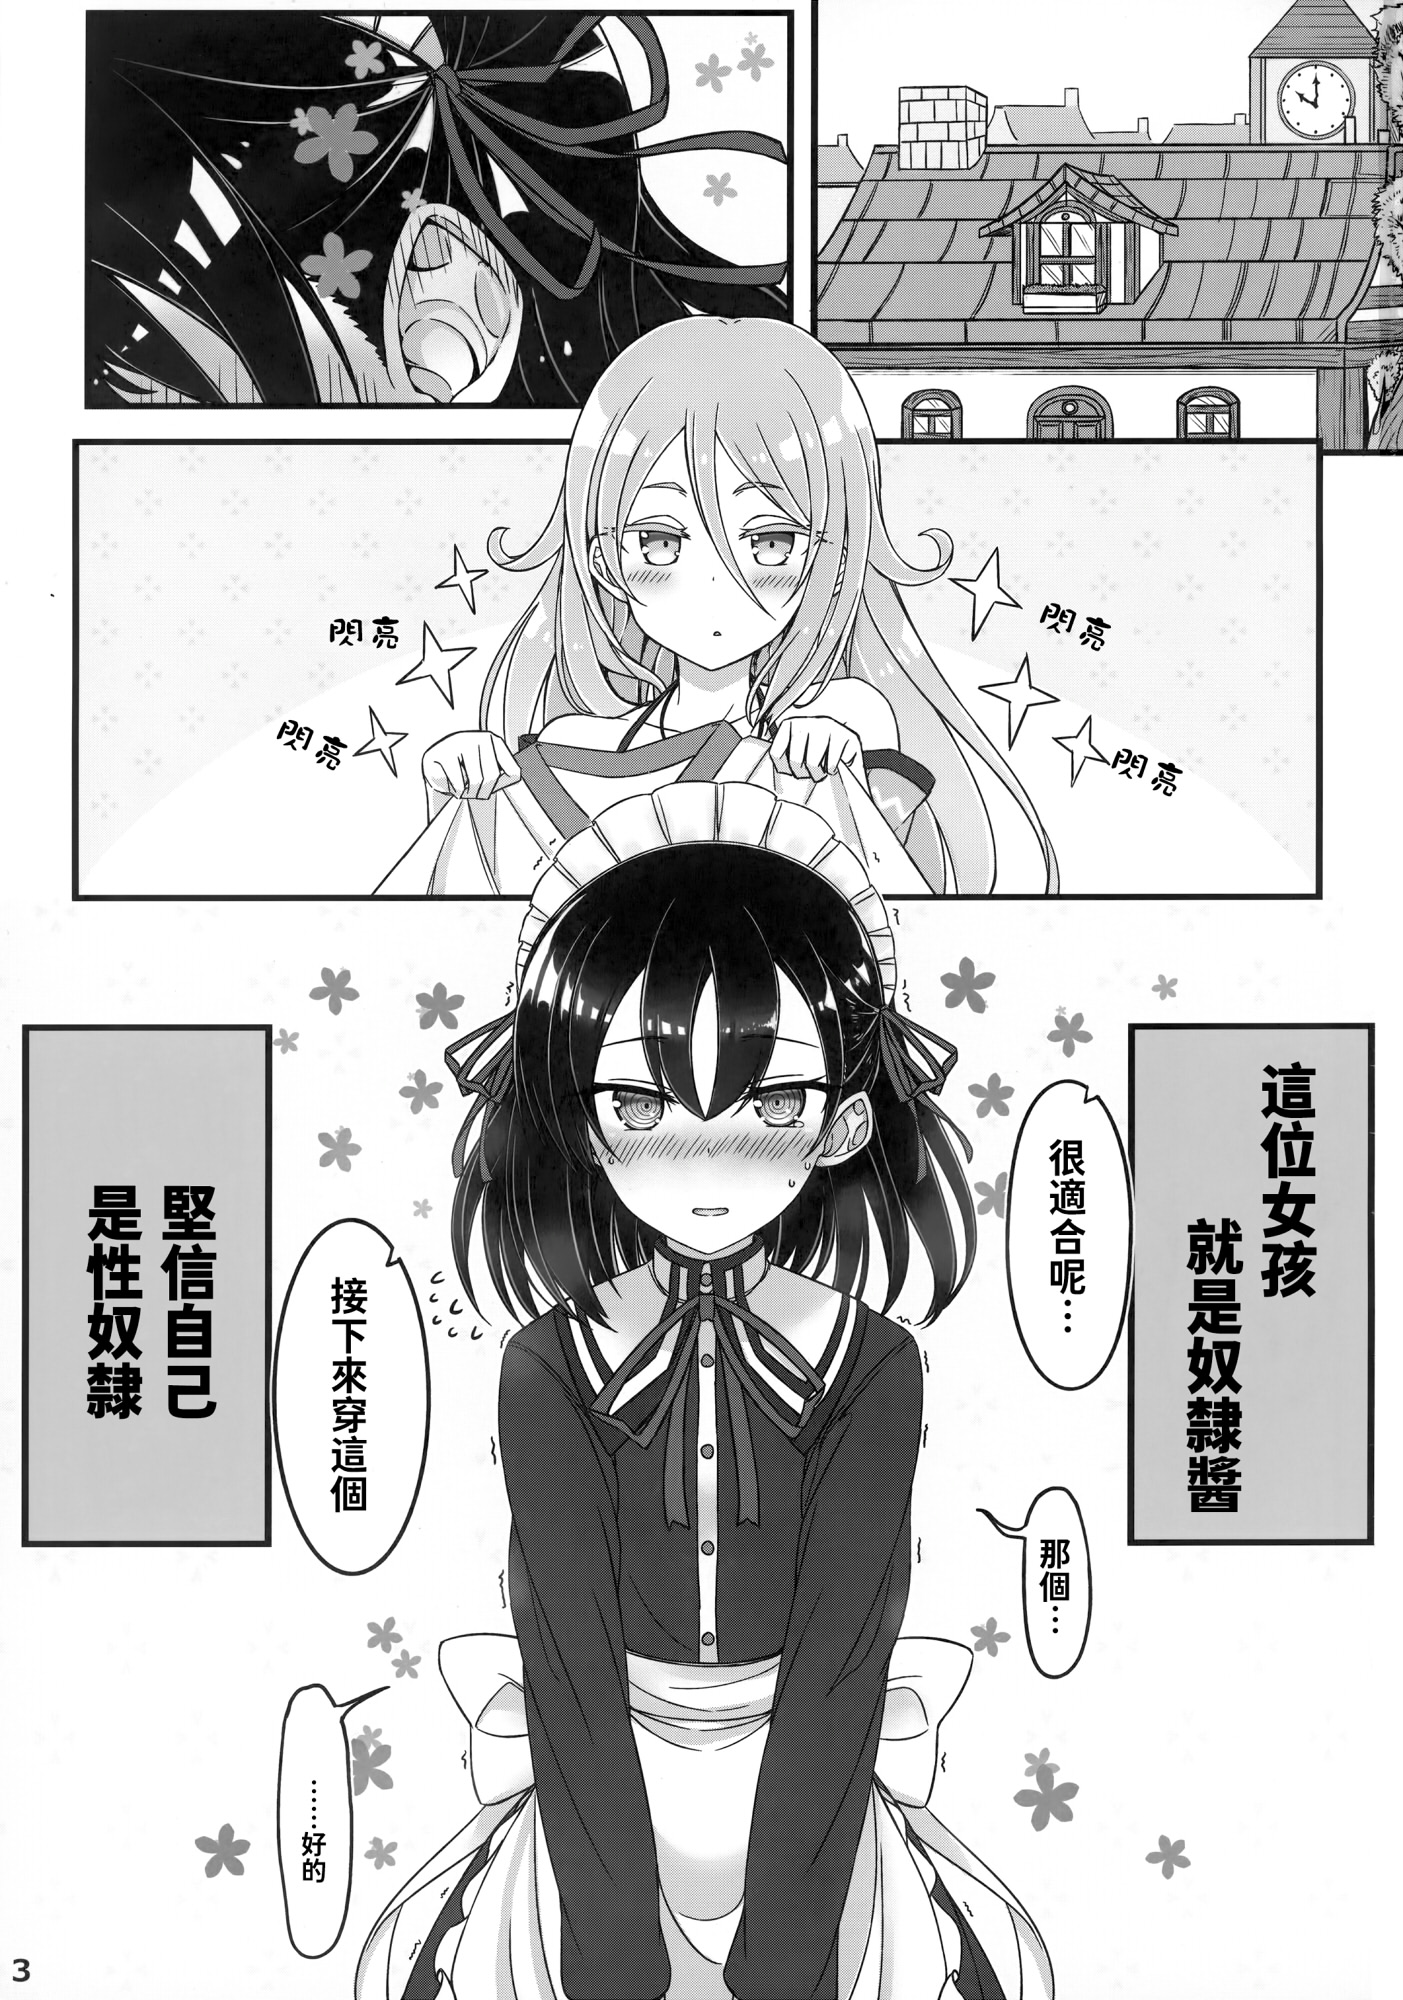 閃亮
閃亮
閃亮
閃亮
這位女孩
就是奴隸醬
很適合呢…
那個…
接下來穿這個
……好的
堅信自己
是性奴隸
3